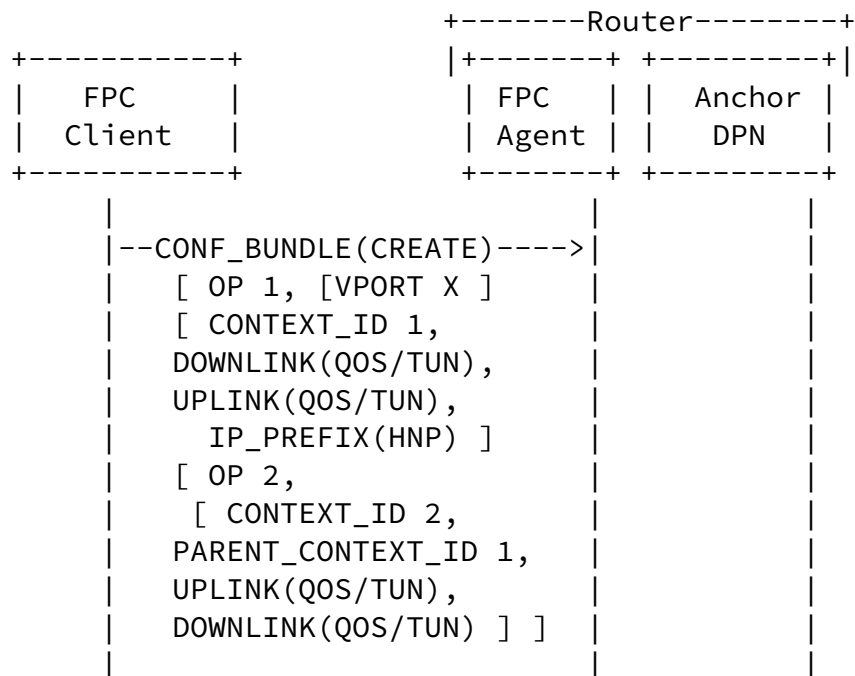 +-------Router--------+
+-----------+           |+-------+ +---------+|
|    FPC    |            | FPC   | |  Anchor |
|   Client  |            | Agent | |   DPN   |
+-----------+            +-------+ +---------+
     |                          |           |
     |--CONF_BUNDLE(CREATE)---->|           |
     |   [ OP 1, [VPORT X ]     |           |
     |   [ CONTEXT_ID 1,        |           |
     |   DOWNLINK(QOS/TUN),     |           |
     |   UPLINK(QOS/TUN),       |           |
     |     IP_PREFIX(HNP) ]     |           |
     |   [ OP 2,                |           |
     |    [ CONTEXT_ID 2,       |           |
     |   PARENT_CONTEXT_ID 1,   |           |
     |   UPLINK(QOS/TUN),       |           |
     |   DOWNLINK(QOS/TUN) ] ]  |           |
     |                          |           |